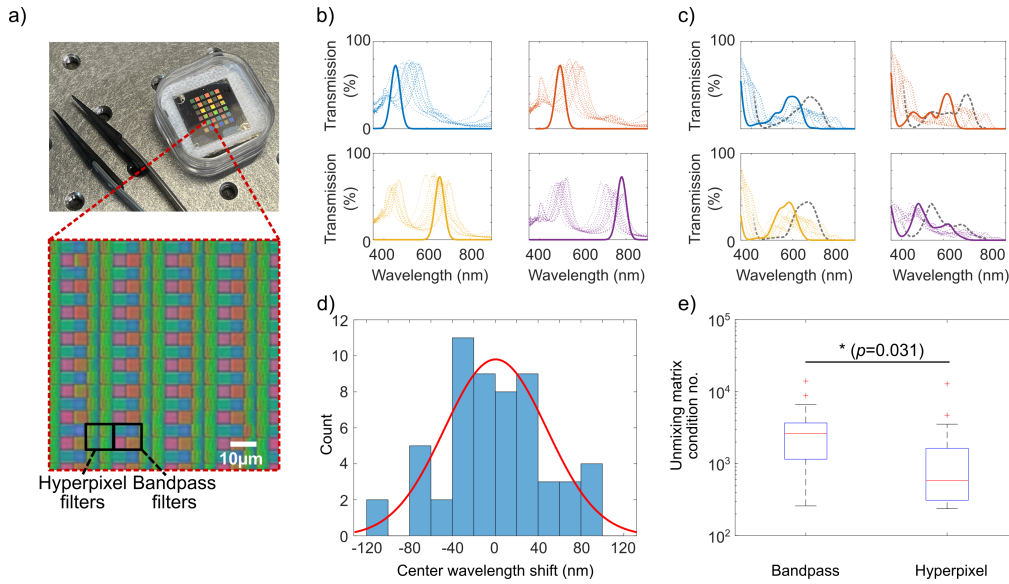 a)
10μm
Hyperpixel Bandpass
filters filters
b)
Transmission
(%)
100
0
Transmission
(%)
100
0
400 600 800
400 600 800
Wavelength (nm)
Wavelength (nm)
c)
Transmission
(%)
100
0
Transmission
(%)
100
0
400 600 800
400 600 800
Wavelength (nm)
Wavelength (nm)
d)
Count
12
10
8
6
4
2
0
-120 -80 -40 0 40 80 120
Center wavelength shift (nm)
e)
Unmixing matrix
condition no.
10^5
10^4
10^3
10^2
* (p=0.031)
Bandpass Hyperpixel